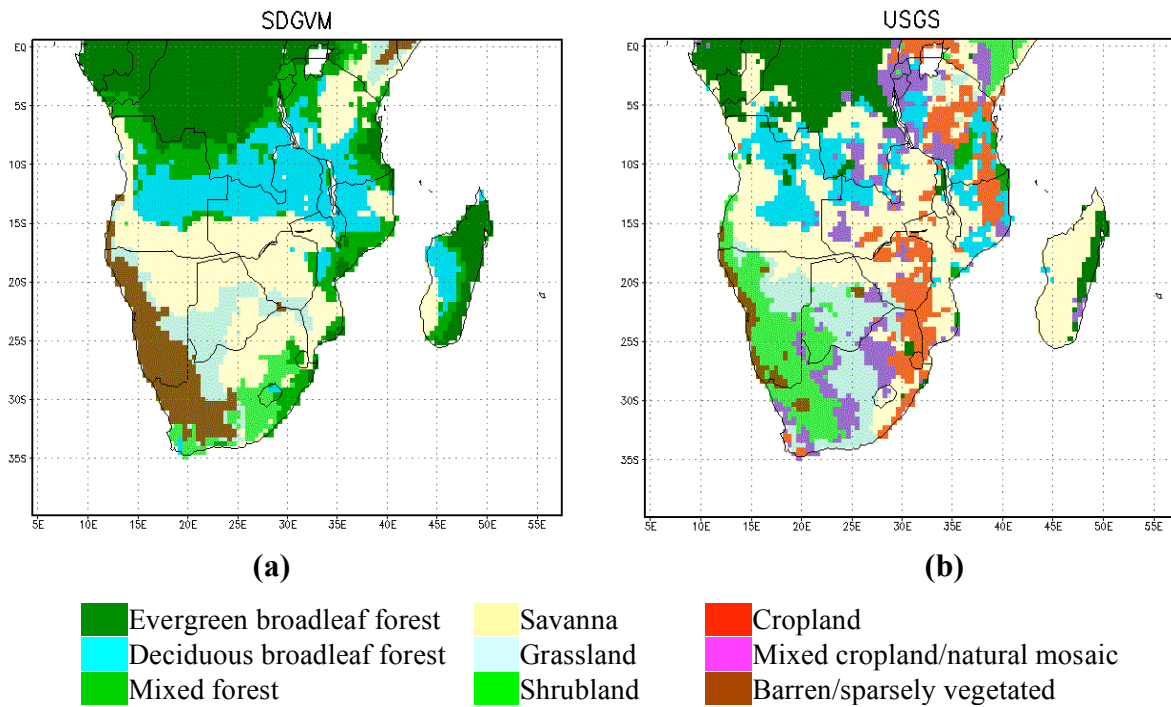 SDGVM
USGS
EQ
5S
10S
15S
20S
25S
30S
35S
5E 10E 15E 20E 25E 30E 35E 40E 45E 50E 55E
EQ
5S
10S
15S
20S
25S
30S
35S
5E 10E 15E 20E 25E 30E 35E 40E 45E 50E 55E
(a)
(b)
Evergreen broadleaf forest Savanna Cropland
Deciduous broadleaf forest Grassland Mixed cropland/natural mosaic
Mixed forest Shrubland Barren/sparsely vegetated